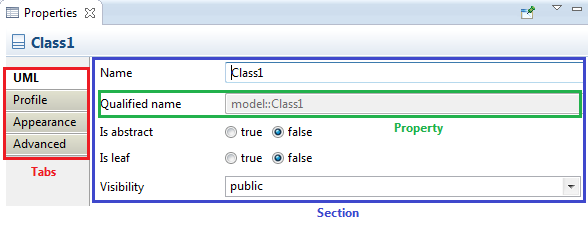 Properties
Class1
UML
Profile
Appearance
Advanced
Tabs
Name Class1
Qualified name model::Class1
Property
Is abstract true false
Is leaf true false
Visibility public
Section